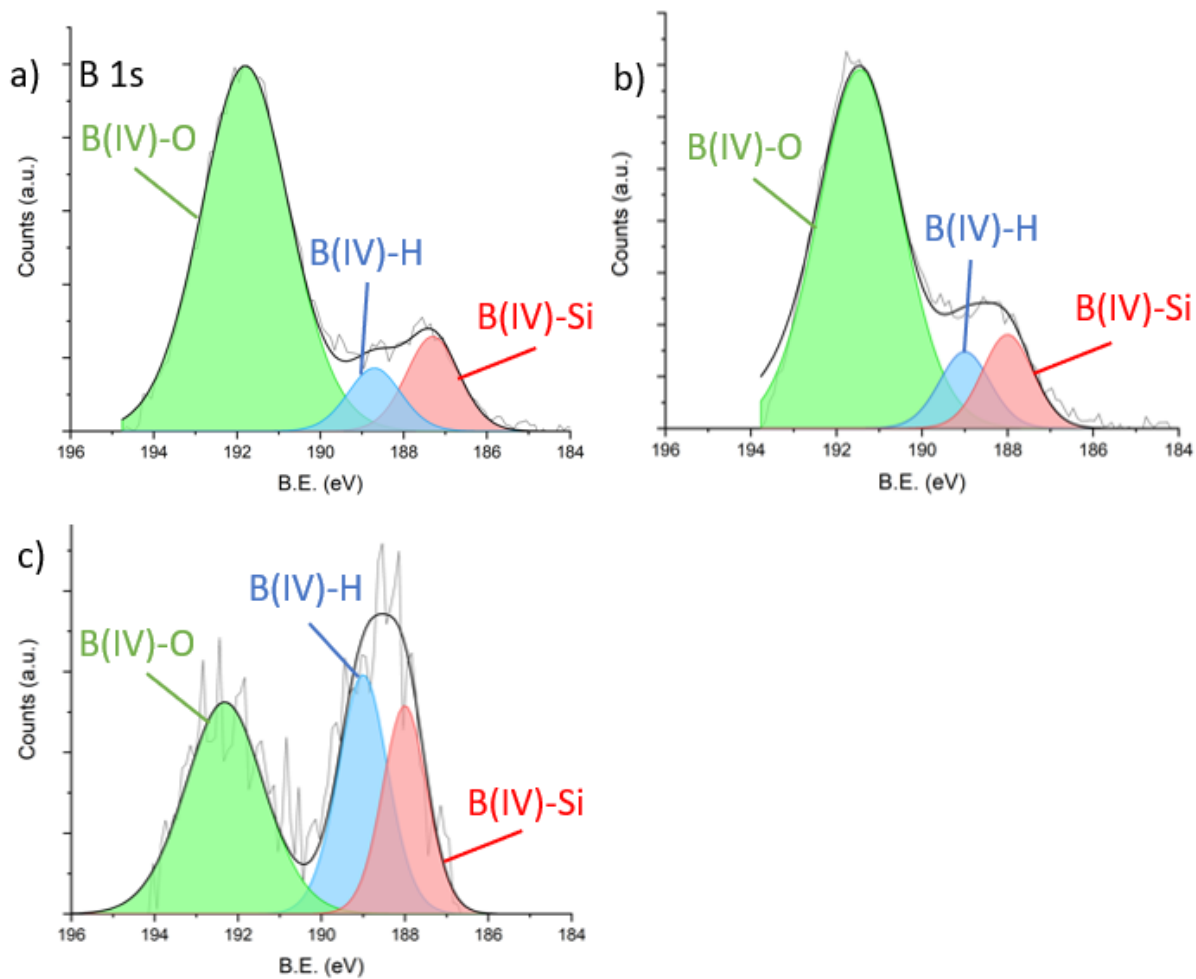 a) B 1s
B(IV)-O
B(IV)-H
B(IV)-Si
Counts (a.u.)
196 194 192 190 188 186 184
B.E. (eV)
b)
B(IV)-O
B(IV)-H
B(IV)-Si
Counts (a.u.)
196 194 192 190 188 186 184
B.E. (eV)
c)
B(IV)-H
B(IV)-O
B(IV)-Si
Counts (a.u.)
196 194 192 190 188 186 184
B.E. (eV)